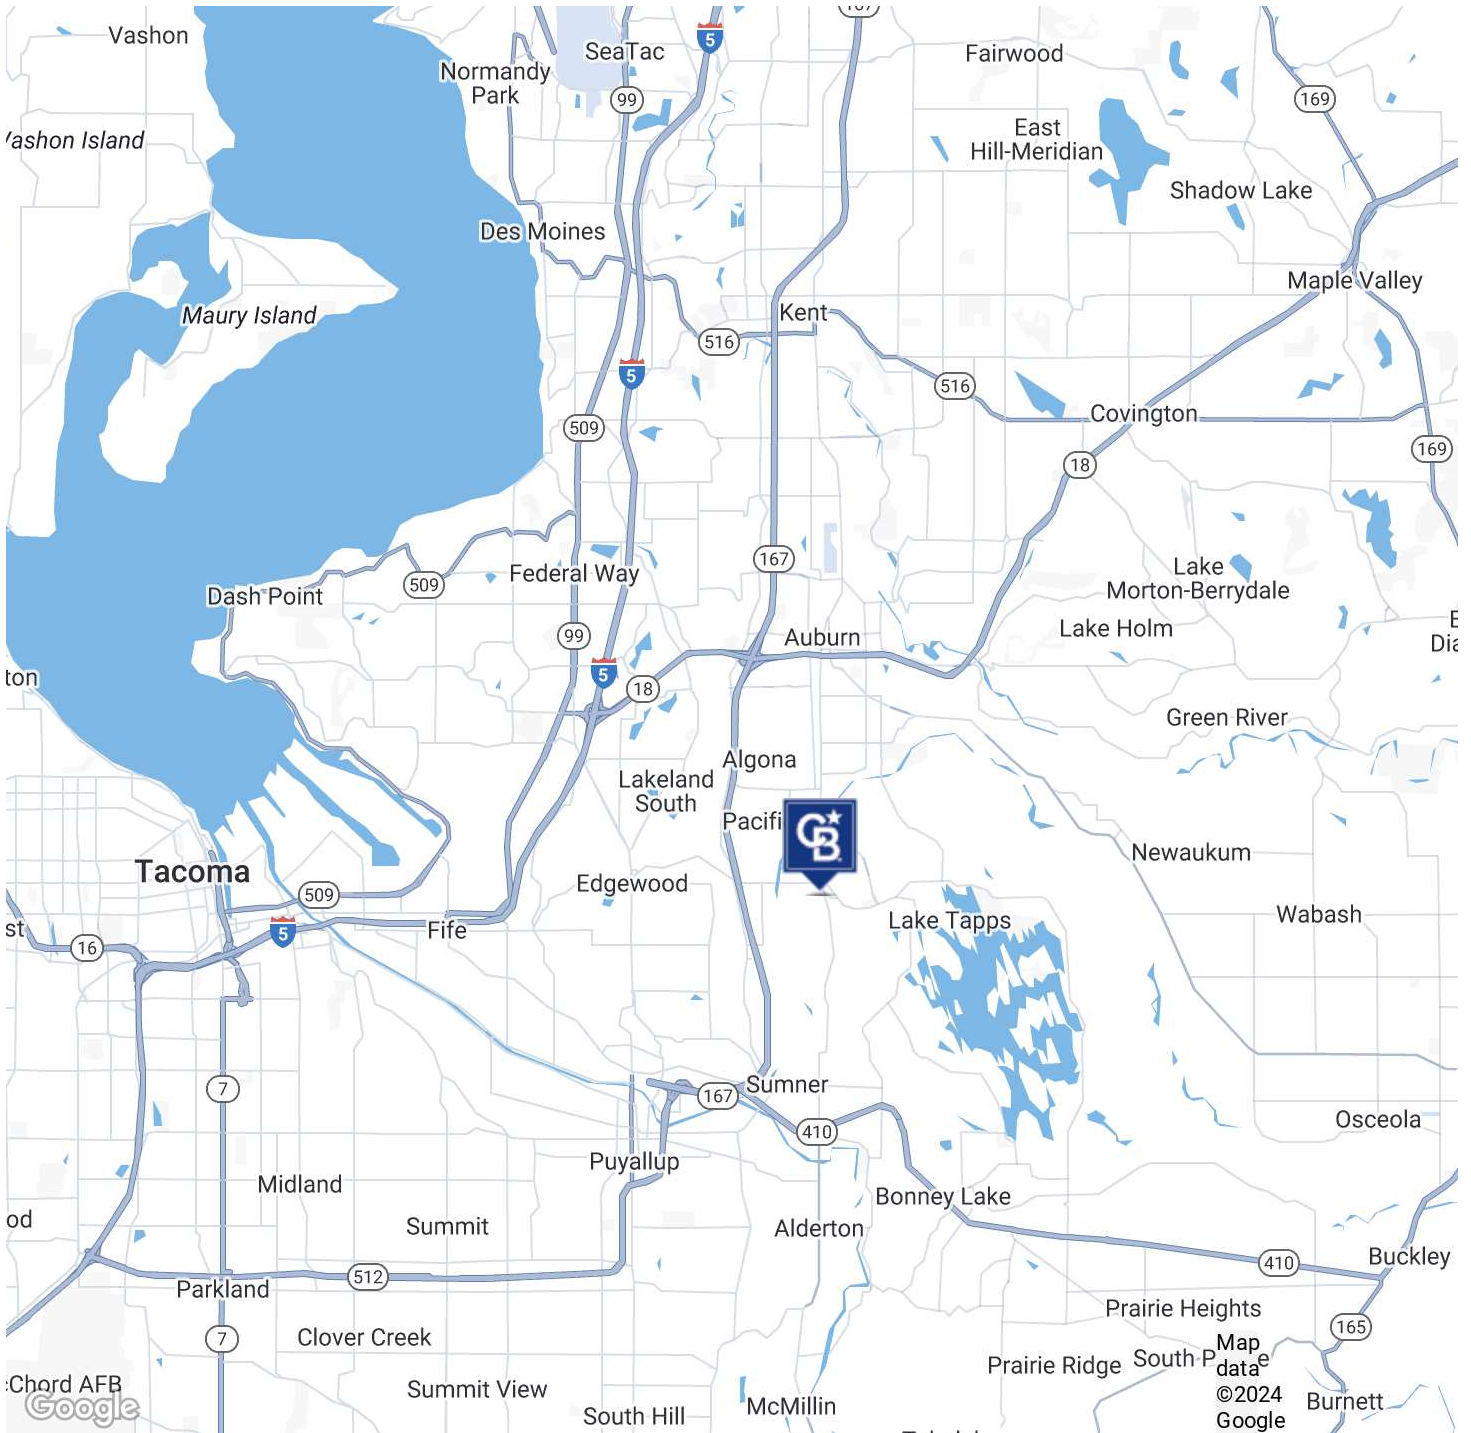 Vashon
SeaTac
5
167
Normandy
Park
99
Fairwood
169
Vashon Island
East
Hill-Meridian
Shadow Lake
Des Moines
Maple Valley
Maury Island
Kent
516
5
516
Covington
509
169
18
167
Federal Way
509
Dash Point
Lake
Morton-Berrydale
Lake Holm
99
Auburn
E
Dia
ton
5
18
Green River
Algona
Lakeland
South
Pacifi
CB
Newaukum
Tacoma
509
Edgewood
Lake Tapps
Wabash
st
16
5
Fife
7
167
Sumner
410
Osceola
Puyallup
Midland
Bonney Lake
od
Summit
Alderton
Buckley
512
410
Parkland
Prairie Heights
165
7
Clover Creek
Map
data
©2024
Google
Prairie Ridge
South P
e
cChord AFB
Google
Summit View
South Hill
McMillin
Burnett